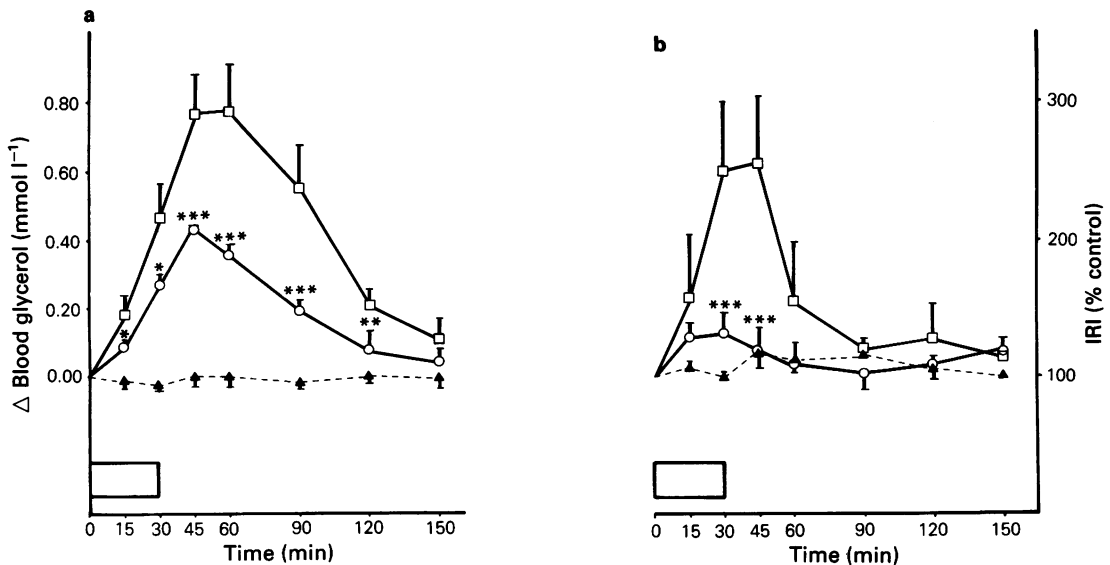 a
△ Blood glycerol (mmol l⁻¹)
0.80
0.60
0.40
0.20
0.00
*
*
***
***
***
**
0 15 30 45 60 90 120 150
Time (min)
b
IRI (% control)
300
200
100
***
***
0 15 30 45 60 90 120 150
Time (min)